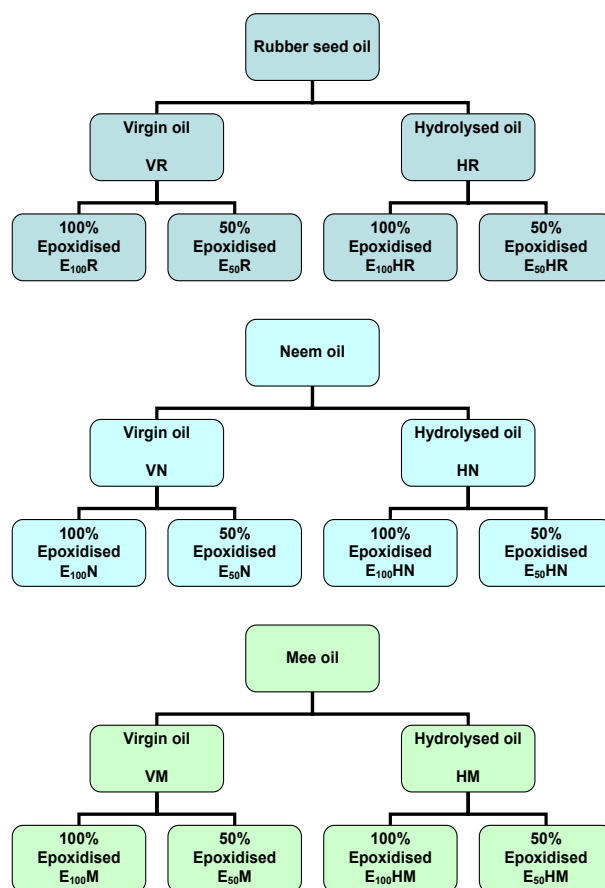 Rubber seed oil
Virgin oil
VR
Hydrolysed oil
HR
100%
Epoxidised
E₁₀₀R
50%
Epoxidised
E₅₀R
100%
Epoxidised
E₁₀₀HR
50%
Epoxidised
E₅₀HR
Neem oil
Virgin oil
VN
Hydrolysed oil
HN
100%
Epoxidised
E₁₀₀N
50%
Epoxidised
E₅₀N
100%
Epoxidised
E₁₀₀HN
50%
Epoxidised
E₅₀HN
Mee oil
Virgin oil
VM
Hydrolysed oil
HM
100%
Epoxidised
E₁₀₀M
50%
Epoxidised
E₅₀M
100%
Epoxidised
E₁₀₀HM
50%
Epoxidised
E₅₀HM